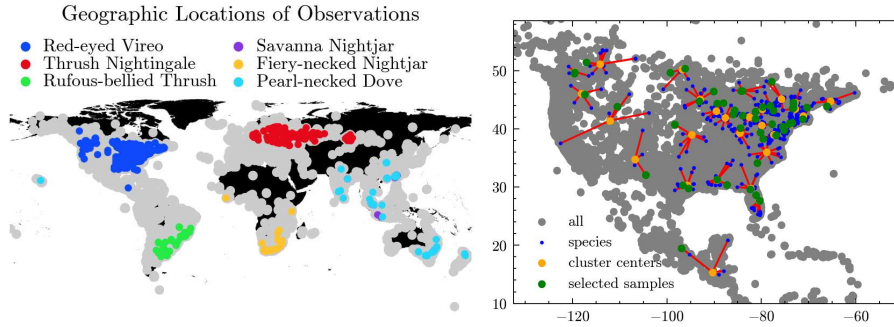 Geographic Locations of Observations
Red-eyed Vireo
Savanna Nightjar
Thrush Nightingale
Fiery-necked Nightjar
Rufous-bellied Thrush
Pearl-necked Dove
50
40
30
20
10
all
species
cluster centers
selected samples
−120
−100
−80
−60